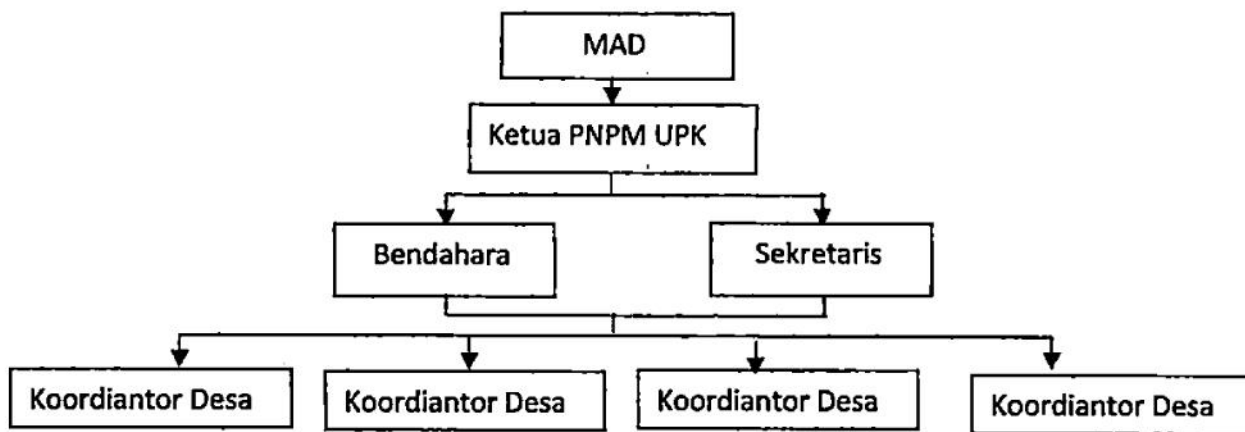 MAD
Ketua PNPM UPK
Bendahara
Sekretaris
Koordiantor Desa
Koordiantor Desa
Koordiantor Desa
Koordiantor Desa